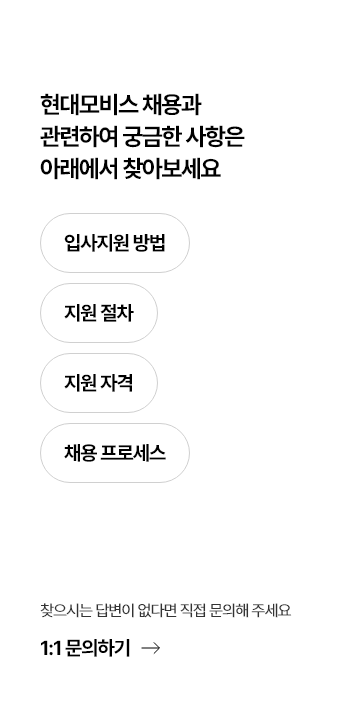 현대모비스 채용과
관련하여 궁금한 사항은
아래에서 찾아보세요
입사지원 방법
지원 절차
지원 자격
채용 프로세스
찾으시는 답변이 없다면 직접 문의해 주세요
1:1 문의하기 →